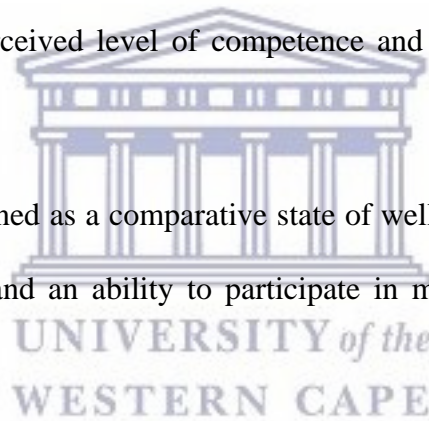 ceived level of competence and
ned as a comparative state of well
and an ability to participate in m
UNIVERSITY of the
WESTERN CAPE